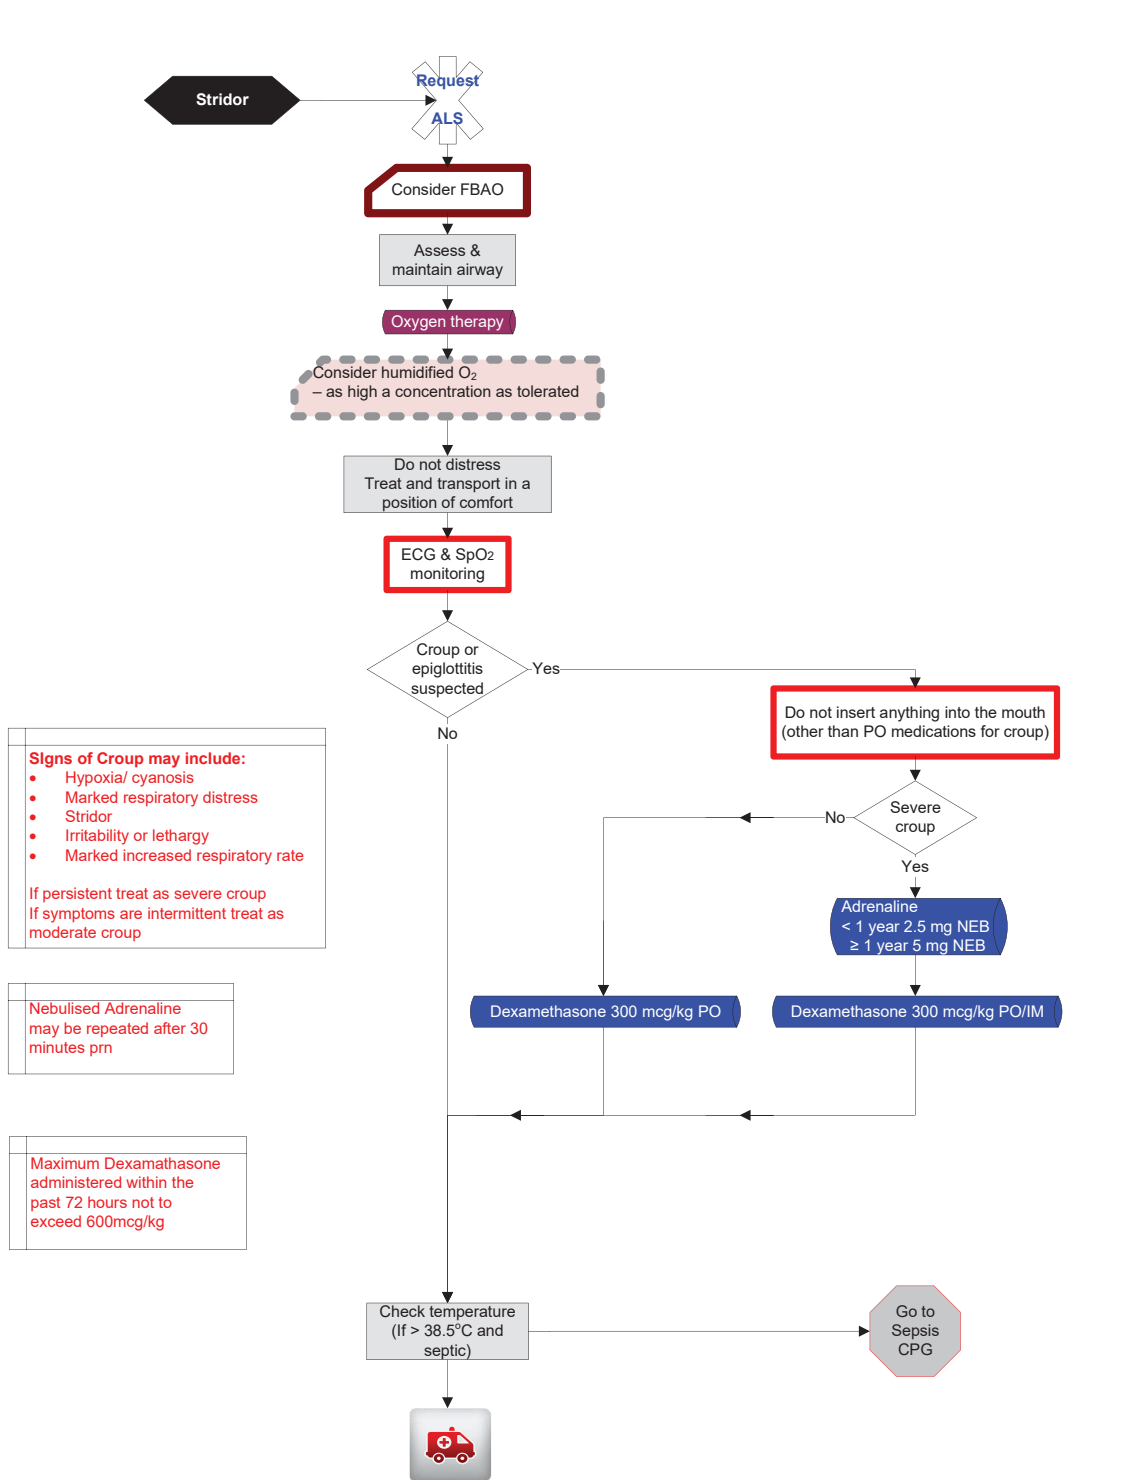 Stridor
Request
ALS
Consider FBAO
Assess &
maintain airway
Oxygen therapy
Consider humidified O₂
– as high a concentration as tolerated
Do not distress
Treat and transport in a
position of comfort
ECG & SpO₂
monitoring
Croup or
epiglottitis
suspected
Yes
No
Do not insert anything into the mouth
(other than PO medications for croup)
Severe
croup
No
Yes
Adrenaline
< 1 year 2.5 mg NEB
≥ 1 year 5 mg NEB
Dexamethasone 300 mcg/kg PO
Dexamethasone 300 mcg/kg PO/IM
SIgns of Croup may include:
• Hypoxia/ cyanosis
• Marked respiratory distress
• Stridor
• Irritability or lethargy
• Marked increased respiratory rate
If persistent treat as severe croup
If symptoms are intermittent treat as
moderate croup
Nebulised Adrenaline
may be repeated after 30
minutes prn
Maximum Dexamathasone
administered within the
past 72 hours not to
exceed 600mcg/kg
Check temperature
(If > 38.5°C and
septic)
Go to
Sepsis
CPG